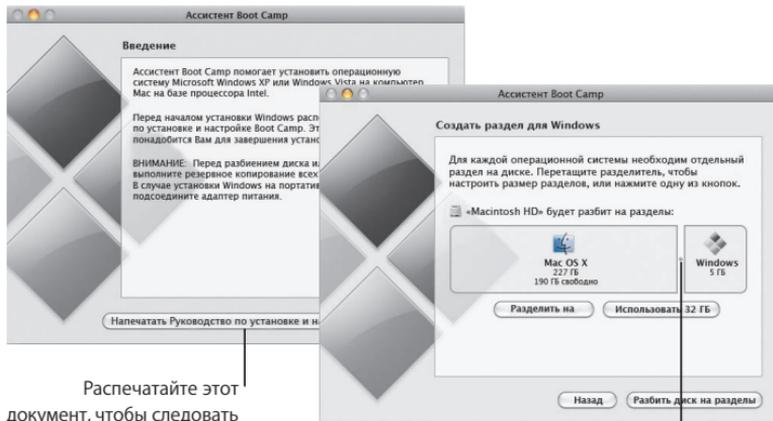 Ассистент Boot Camp
Введение
Ассистент Boot Camp помогает установить операционную
систему Microsoft Windows XP или Windows Vista на компьютер
Mac на базе процессора Intel.
Перед началом установки Windows
по установке и настройке Boot Camp.
понадобится Вам для завершения
ВНИМАНИЕ: Перед разбиением диска
выполните резервное копирование всех
В случае установки Windows на
подсоедините адаптер питания.
Напечатать Руководство по установке и
Распечатайте этот
документ, чтобы следовать
Ассистент Boot Camp
Создать раздел для Windows
Для каждой операционной системы необходим отдельный
раздел на диске. Перетащите разделитель, чтобы
настроить размер разделов, или нажмите одну из кнопок.
«Macintosh HD» будет разбит на разделы:
Mac OS X
227 ГБ
190 ГБ свободно
Windows
5 ГБ
Разделить на
Использовать 32 ГБ
Назад
Разбить диск на разделы